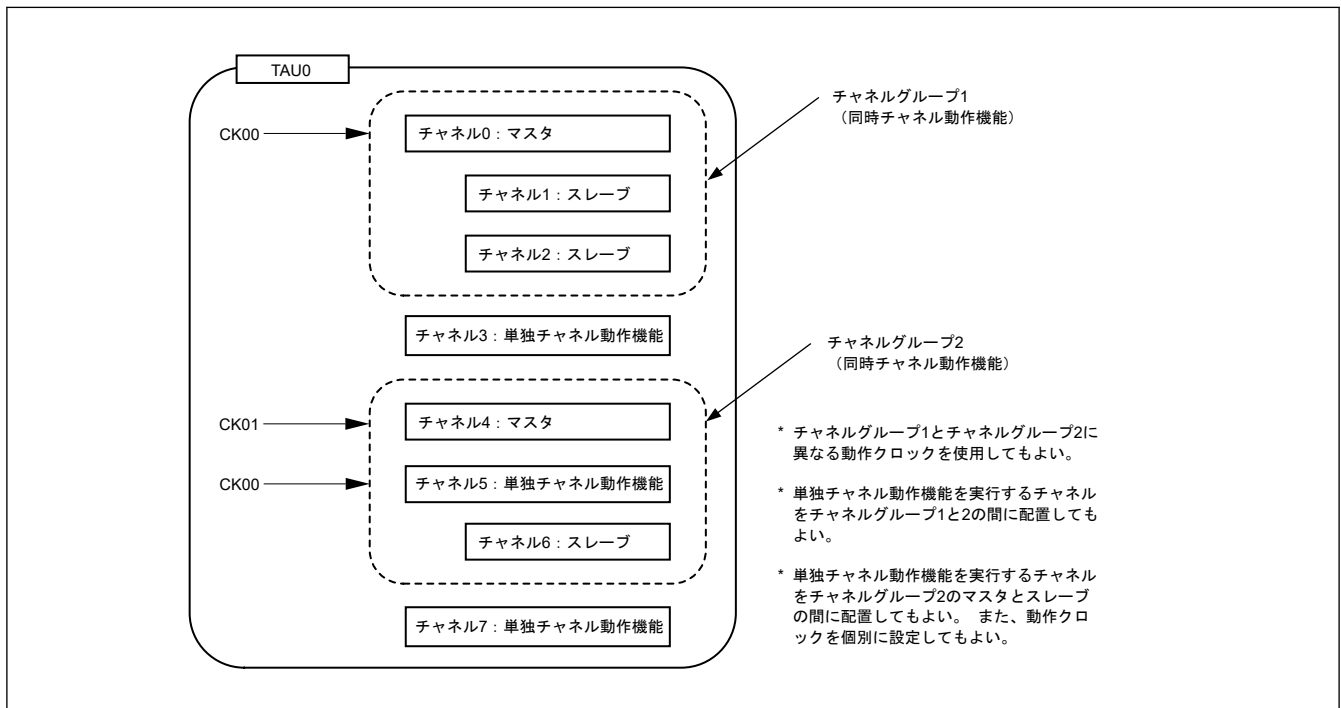 TAU0
CK00
チャネル0：マスタ
チャネル1：スレーブ
チャネル2：スレーブ
チャネルグループ1
（同時チャネル動作機能）
チャネル3：単独チャネル動作機能
チャネルグループ2
（同時チャネル動作機能）
CK01
チャネル4：マスタ
CK00
チャネル5：単独チャネル動作機能
チャネル6：スレーブ
チャネル7：単独チャネル動作機能
* チャネルグループ1とチャネルグループ2に
異なる動作クロックを使用してもよい。
* 単独チャネル動作機能を実行するチャネル
をチャネルグループ1と2の間に配置しても
よい。
* 単独チャネル動作機能を実行するチャネル
をチャネルグループ2のマスタとスレーブ
の間に配置してもよい。 また、動作クロ
ックを個別に設定してもよい。